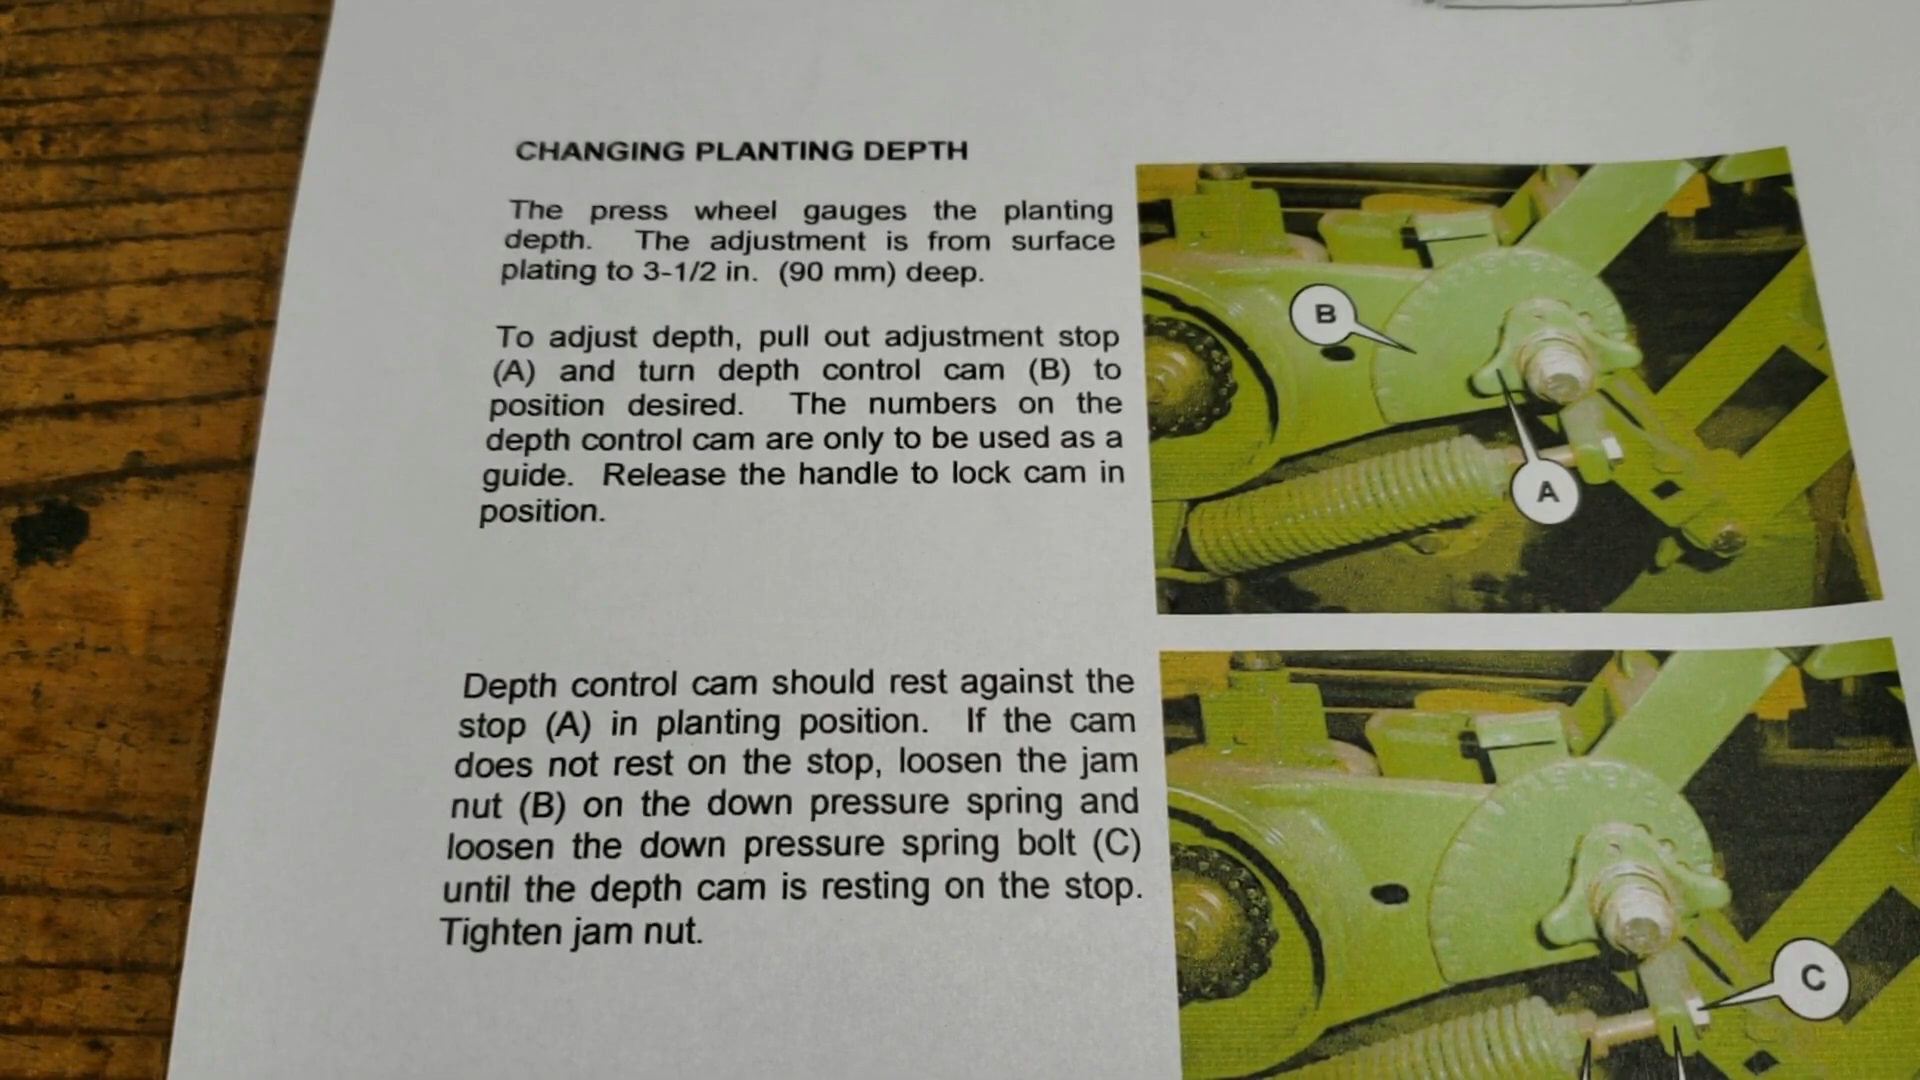 CHANGING PLANTING DEPTH
The press wheel gauges the planting
depth. The adjustment is from surface
plating to 3-1/2 in. (90 mm) deep.
To adjust depth, pull out adjustment stop
(A) and turn depth control cam (B) to
position desired. The numbers on the
depth control cam are only to be used as a
guide. Release the handle to lock cam in
position.
B
A
Depth control cam should rest against the
stop (A) in planting position. If the cam
does not rest on the stop, loosen the jam
nut (B) on the down pressure spring and
loosen the down pressure spring bolt (C)
until the depth cam is resting on the stop.
Tighten jam nut.
C